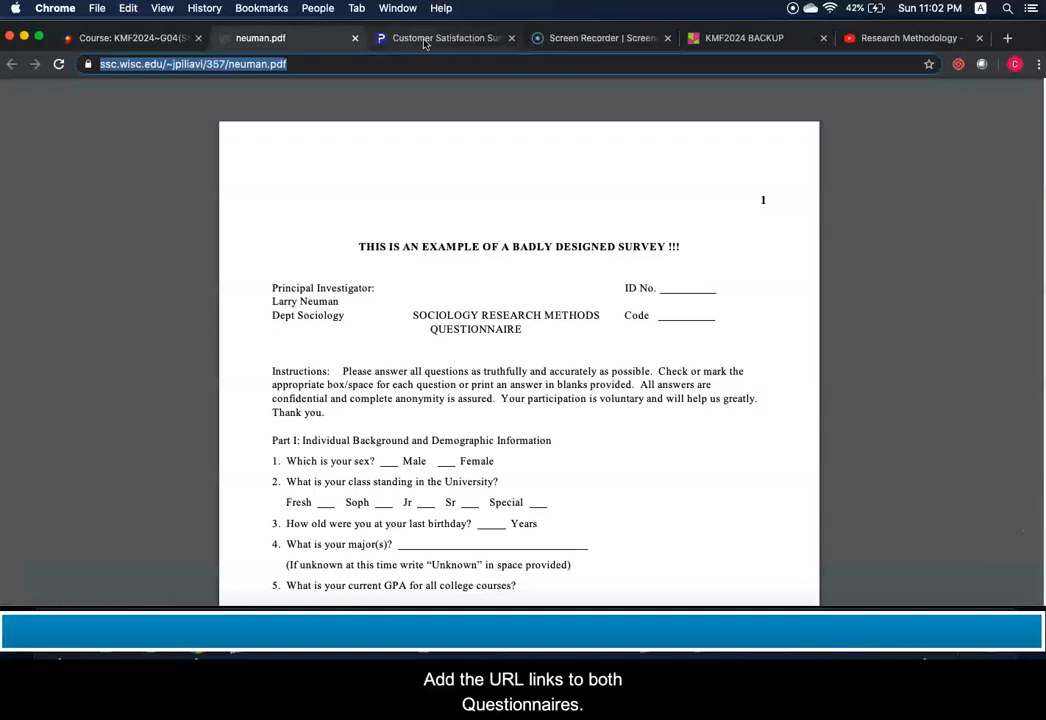 Chrome File Edit View History Bookmarks People Tab Window Help 42% Sun 11:02 PM A
Course: KMF2024~G04(S neuman.pdf Customer Satisfaction Su Screen Recorder | Screen KMF2024 BACKUP Research Methodology -
ssc.wisc.edu/~jpiliavi/357/neuman.pdf C
1
THIS IS AN EXAMPLE OF A BADLY DESIGNED SURVEY !!!
Principal Investigator: ID No. ________
Larry Neuman
Dept Sociology SOCIOLOGY RESEARCH METHODS Code ________
QUESTIONNAIRE
Instructions: Please answer all questions as truthfully and accurately as possible. Check or mark the
appropriate box/space for each question or print an answer in blanks provided. All answers are
confidential and complete anonymity is assured. Your participation is voluntary and will help us greatly.
Thank you.
Part I: Individual Background and Demographic Information
1. Which is your sex? ___ Male ___ Female
2. What is your class standing in the University?
Fresh ___ Soph ___ Jr ___ Sr ___ Special ___
3. How old were you at your last birthday? _____ Years
4. What is your major(s)? ____________________________
(If unknown at this time write “Unknown” in space provided)
5. What is your current GPA for all college courses?
Add the URL links to both
Questionnaires.